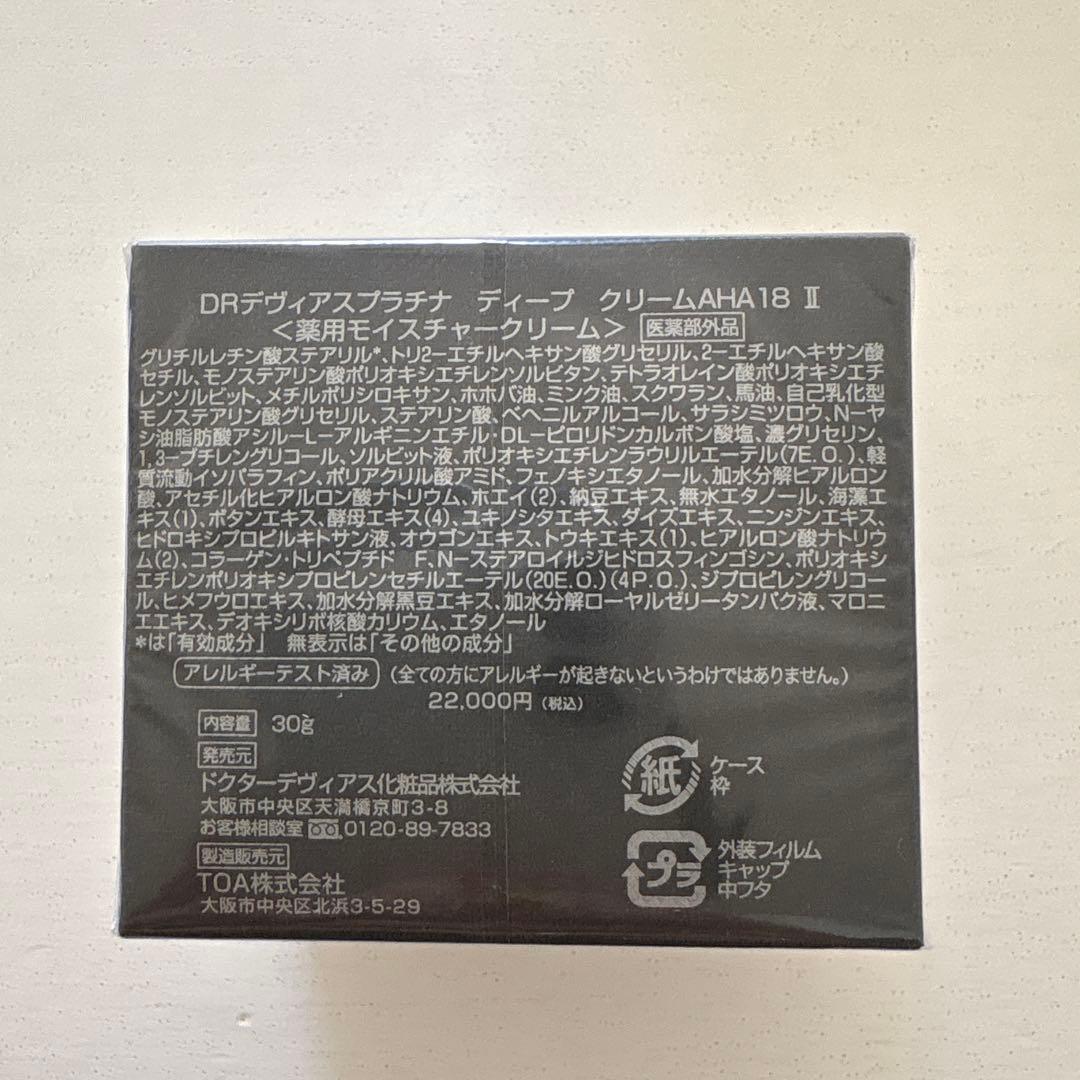 DRデヴィアスプラチナ ディープ クリームAHA18 Ⅱ
＜薬用モイスチャークリーム＞ 医薬部外品
グリチルレチン酸ステアリル*、トリ2−エチルヘキサン酸グリセリル、2−エチルヘキサン酸
セチル、モノステアリン酸ポリオキシエチレンソルビタン、テトラオレイン酸ポリオキシエチ
レンソルビット、メチルポリシロキサン、ホホバ油、ミンク油、スクワラン、馬油、自己乳化型
モノステアリン酸グリセリル、ステアリン酸、ベヘニルアルコール、サラシミツロウ、N−ヤ
シ油脂肪酸アシル−L−アルギニンエチル、DL−ピロリドンカルボン酸塩、濃グリセリン、
1,3−ブチレングリコール、ソルビット液、ポリオキシエチレンラウリルエーテル(7E.O.)、軽
質流動イソパラフィン、ポリアクリル酸アミド、フェノキシエタノール、加水分解ヒアルロン
酸、アセチル化ヒアルロン酸ナトリウム、ホエイ(2)、納豆エキス、無水エタノール、海藻エ
キス(1)、ボタンエキス、酵母エキス(4)、ユキノシタエキス、ダイズエキス、ニンジンエキス、
ヒドロキシプロピルキトサン液、オウゴンエキス、トウキエキス(1)、ヒアルロン酸ナトリウ
ム(2)、コラーゲン・トリペプチド F、N−ステアロイルジヒドロスフィンゴシン、ポリオキシ
エチレンポリオキシプロピレンセチルエーテル(20E.O.)(4P.O.)、ジプロピレングリコー
ル、ヒメフウロエキス、加水分解黒豆エキス、加水分解ローヤルゼリータンパク液、マロニ
エエキス、デオキシリボ核酸カリウム、エタノール
*は「有効成分」 無表示は「その他の成分」
アレルギーテスト済み (全ての方にアレルギーが起きないというわけではありません。)
22,000円(税込)
内容量 30g
発売元
ドクターデヴィアス化粧品株式会社
大阪市中央区天満橋京町3-8
お客様相談室 0120-89-7833
製造販売元
TOA株式会社
大阪市中央区北浜3-5-29
紙 ケース
枠
プラ 外装フィルム
キャップ
中フタ